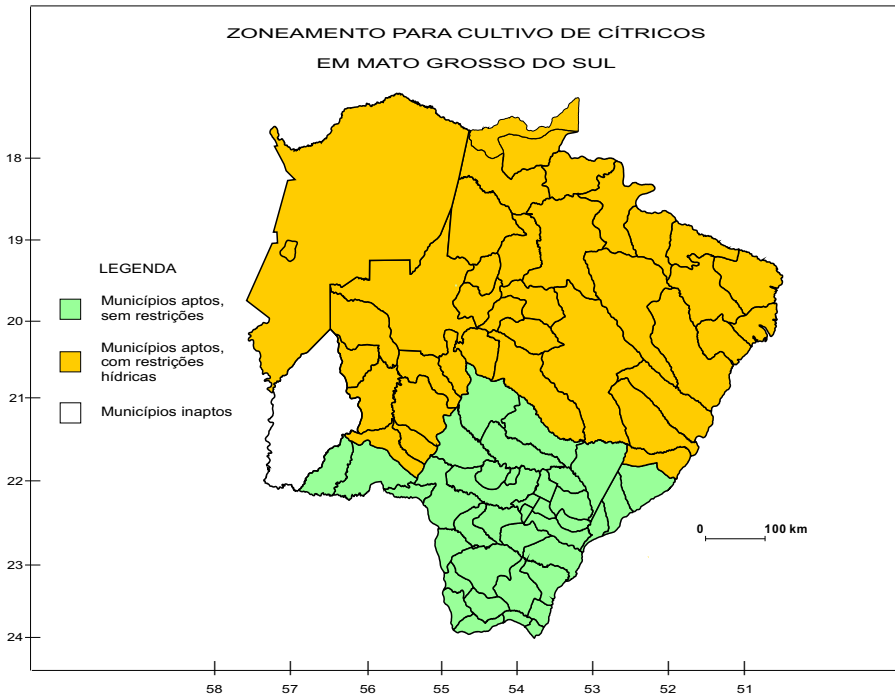 ZONEAMENTO PARA CULTIVO DE CÍTRICOS
EM MATO GROSSO DO SUL
18
19
20
21
22
23
24
LEGENDA
Municípios aptos,
sem restrições
Municípios aptos,
com restrições
hídricas
Municípios inaptos
0 100 km
58 57 56 55 54 53 52 51